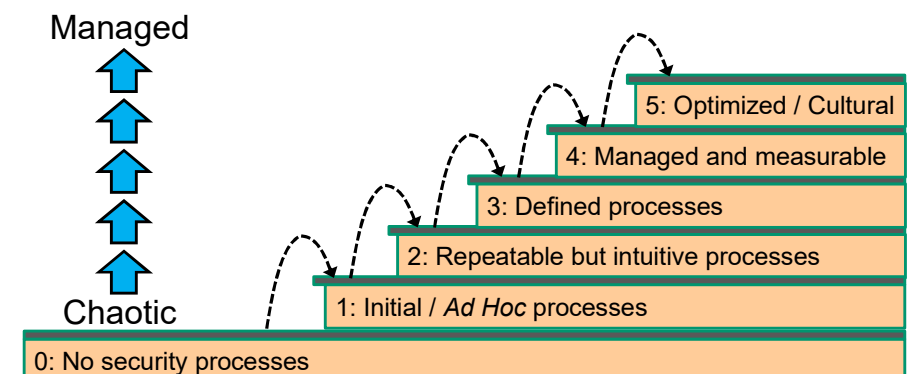 Managed
5: Optimized / Cultural
4: Managed and measurable
3: Defined processes
2: Repeatable but intuitive processes
Chaotic
1: Initial / Ad Hoc processes
0: No security processes